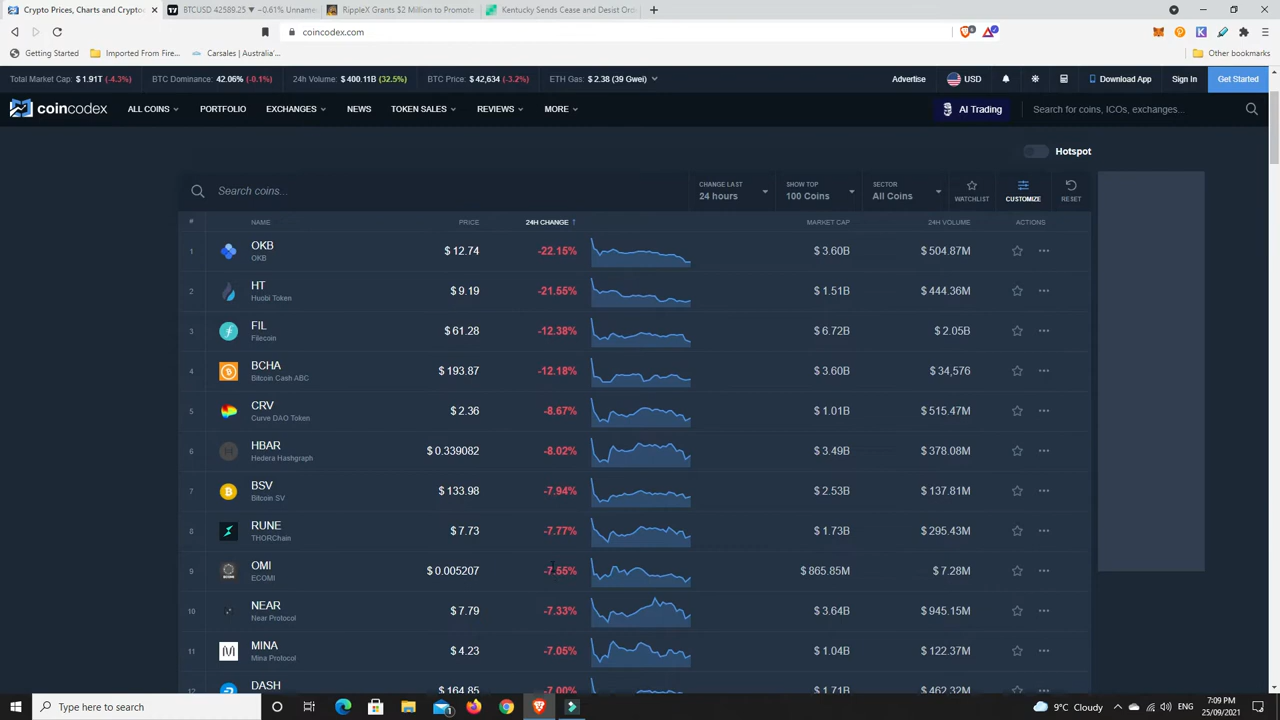 Crypto Prices, Charts and Cryptoc
BTCUSD 42589.25 ▼ −0.61% Unname
RippleX Grants $2 Million to Promote
Kentucky Sends Cease and Desist Ord
coincodex.com
Getting Started
Imported From Fire...
Carsales | Australia'...
Other bookmarks
Total Market Cap: $ 1.91T (-4.3%)
BTC Dominance: 42.06% (-0.1%)
24h Volume: $ 400.11B (32.5%)
BTC Price: $ 42,634 (-3.2%)
ETH Gas: $ 2.38 (39 Gwei)
Advertise
USD
Download App
Sign In
Get Started
coincodex
ALL COINS
PORTFOLIO
EXCHANGES
NEWS
TOKEN SALES
REVIEWS
MORE
AI Trading
Search for coins, ICOs, exchanges...
Hotspot
Search coins...
CHANGE LAST
24 hours
SHOW TOP
100 Coins
SECTOR
All Coins
WATCHLIST
CUSTOMIZE
RESET
# NAME PRICE 24H CHANGE ↑ MARKET CAP 24H VOLUME ACTIONS
1 OKB $ 12.74 -22.15% $ 3.60B $ 504.87M
OKB
2 HT $ 9.19 -21.55% $ 1.51B $ 444.36M
Huobi Token
3 FIL $ 61.28 -12.38% $ 6.72B $ 2.05B
Filecoin
4 BCHA $ 193.87 -12.18% $ 3.60B $ 34,576
Bitcoin Cash ABC
5 CRV $ 2.36 -8.67% $ 1.01B $ 515.47M
Curve DAO Token
6 HBAR $ 0.339082 -8.02% $ 3.49B $ 378.08M
Hedera Hashgraph
7 BSV $ 133.98 -7.94% $ 2.53B $ 137.81M
Bitcoin SV
8 RUNE $ 7.73 -7.77% $ 1.73B $ 295.43M
THORChain
9 OMI $ 0.005207 -7.55% $ 865.85M $ 7.28M
ECOMI
10 NEAR $ 7.79 -7.33% $ 3.64B $ 945.15M
Near Protocol
11 MINA $ 4.23 -7.05% $ 1.04B $ 122.37M
Mina Protocol
12 DASH $ 164.85 -7.00% $ 1.71B $ 462.32M
Type here to search
9°C Cloudy
ENG
7:09 PM
25/09/2021